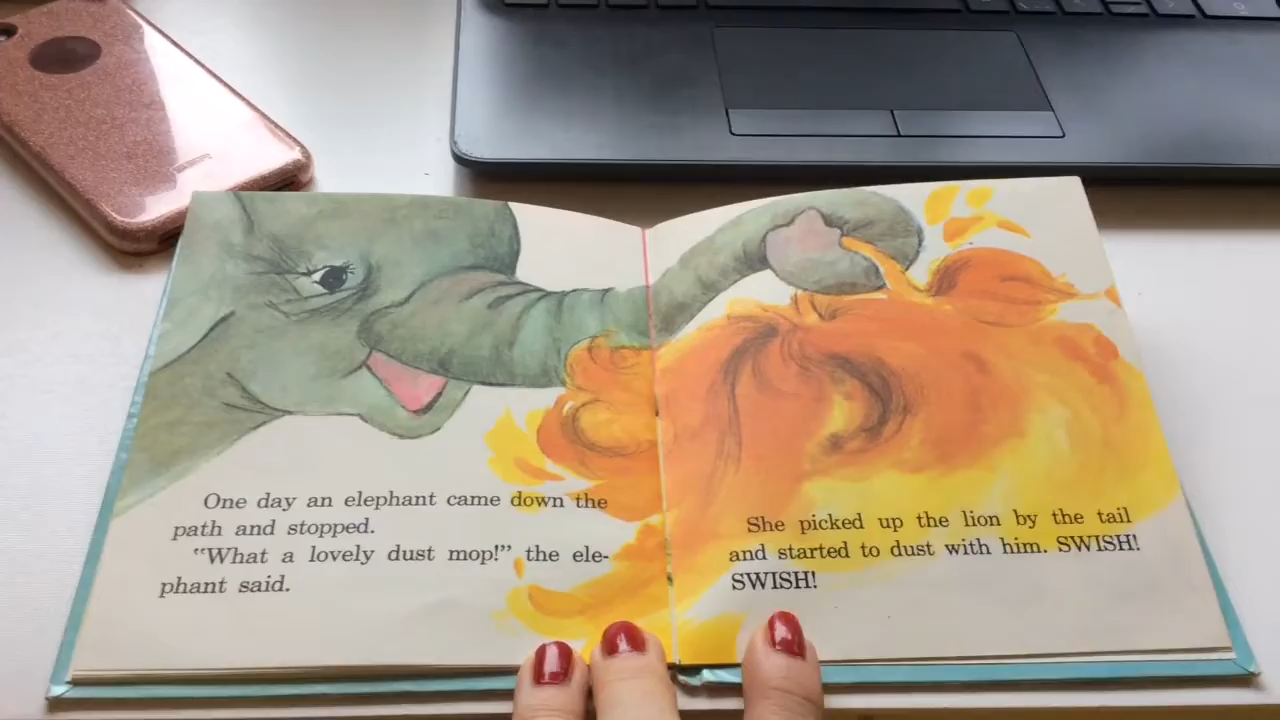 One day an elephant came down the
path and stopped.
“What a lovely dust mop!” the ele-
phant said.
She picked up the lion by the tail
and started to dust with him. SWISH!
SWISH!